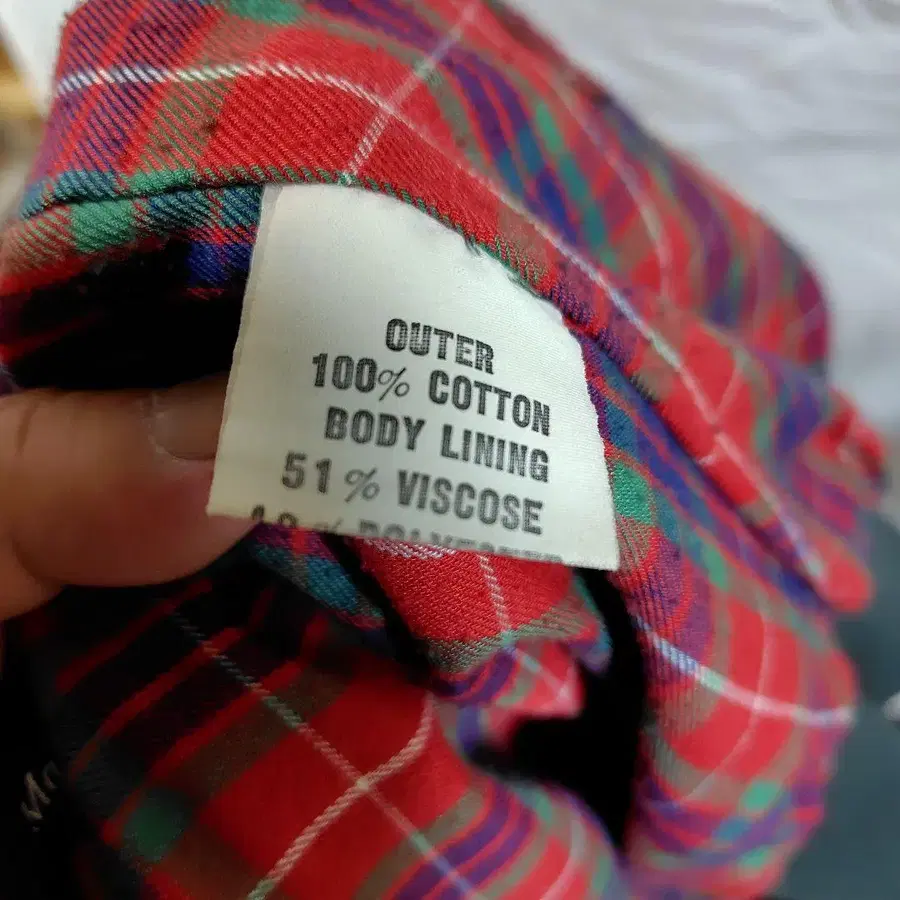 OUTER
100% COTTON
BODY LINING
51% VISCOSE